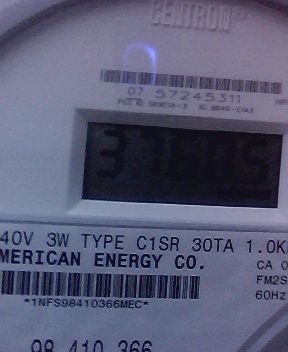 CENTRON
07 57245311
37605
40V 3W TYPE C1SR 30TA 1.0K
MERICAN ENERGY CO.
CA 0
FM2S
60Hz
*1NFS98410366MEC*
98 410 366